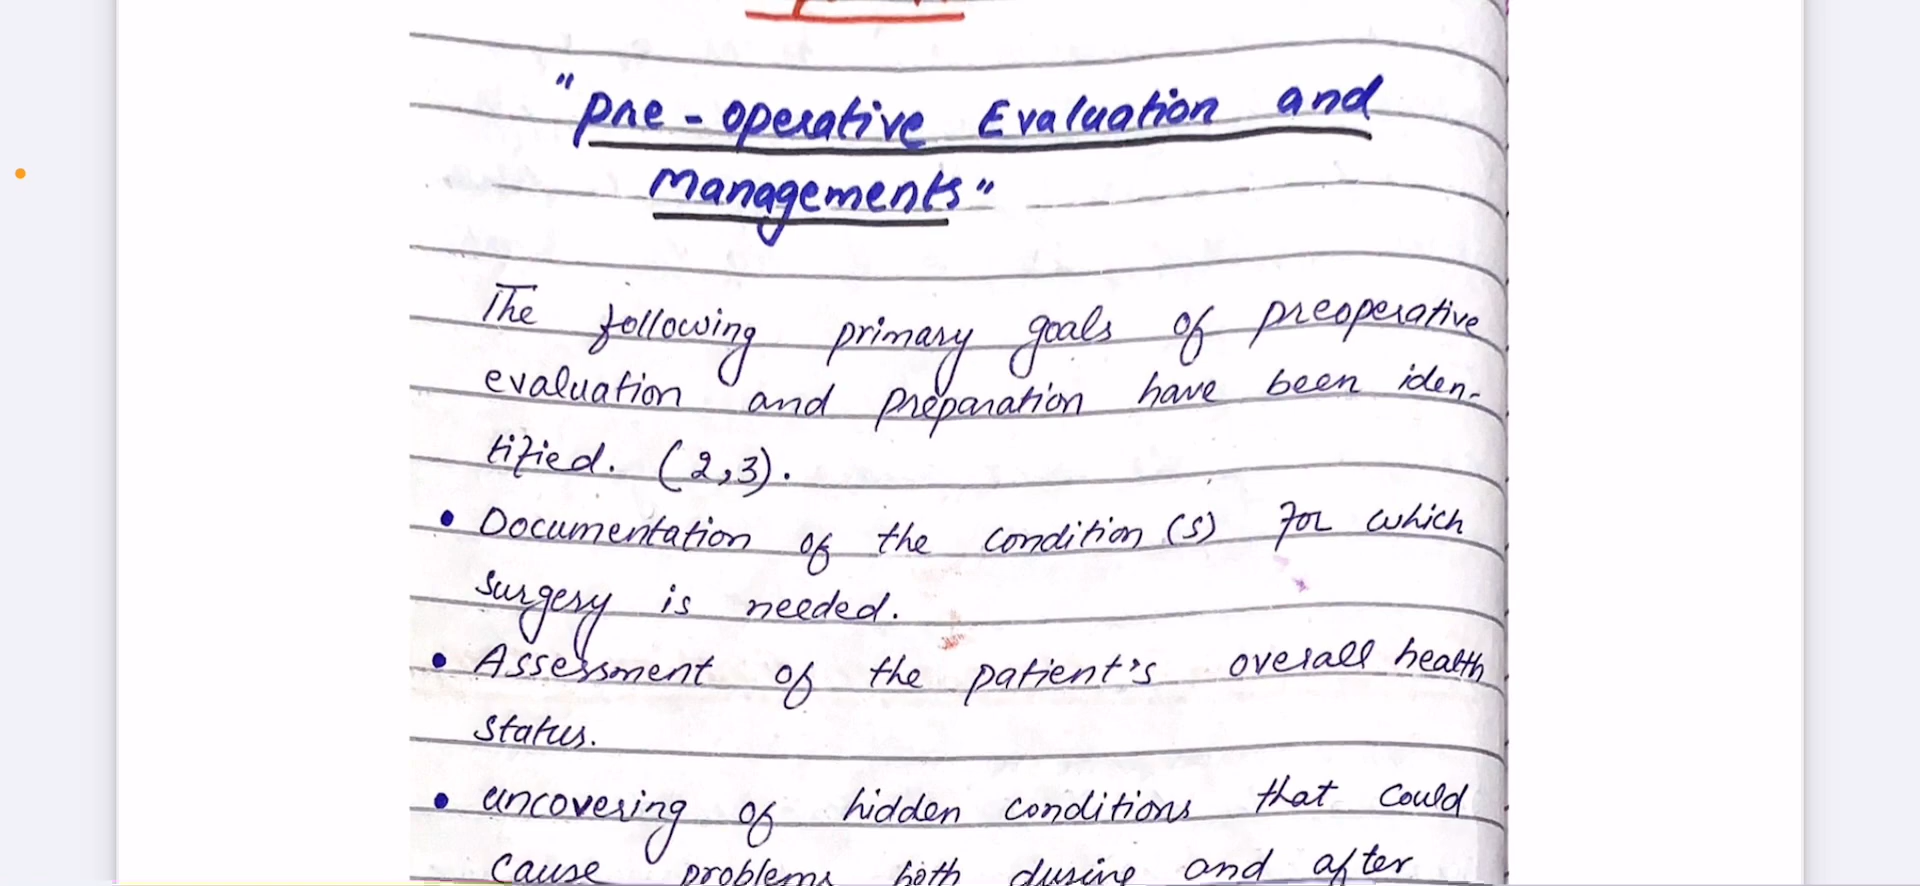 "Pre-operative Evaluation and
Managements"
The following primary goals of preoperative
evaluation and preparation have been iden-
tified. (2,3).
• Documentation of the condition (s) for which
surgery is needed.
• Assessment of the patient's overall health
status.
• uncovering of hidden conditions that could
cause problems both during and after